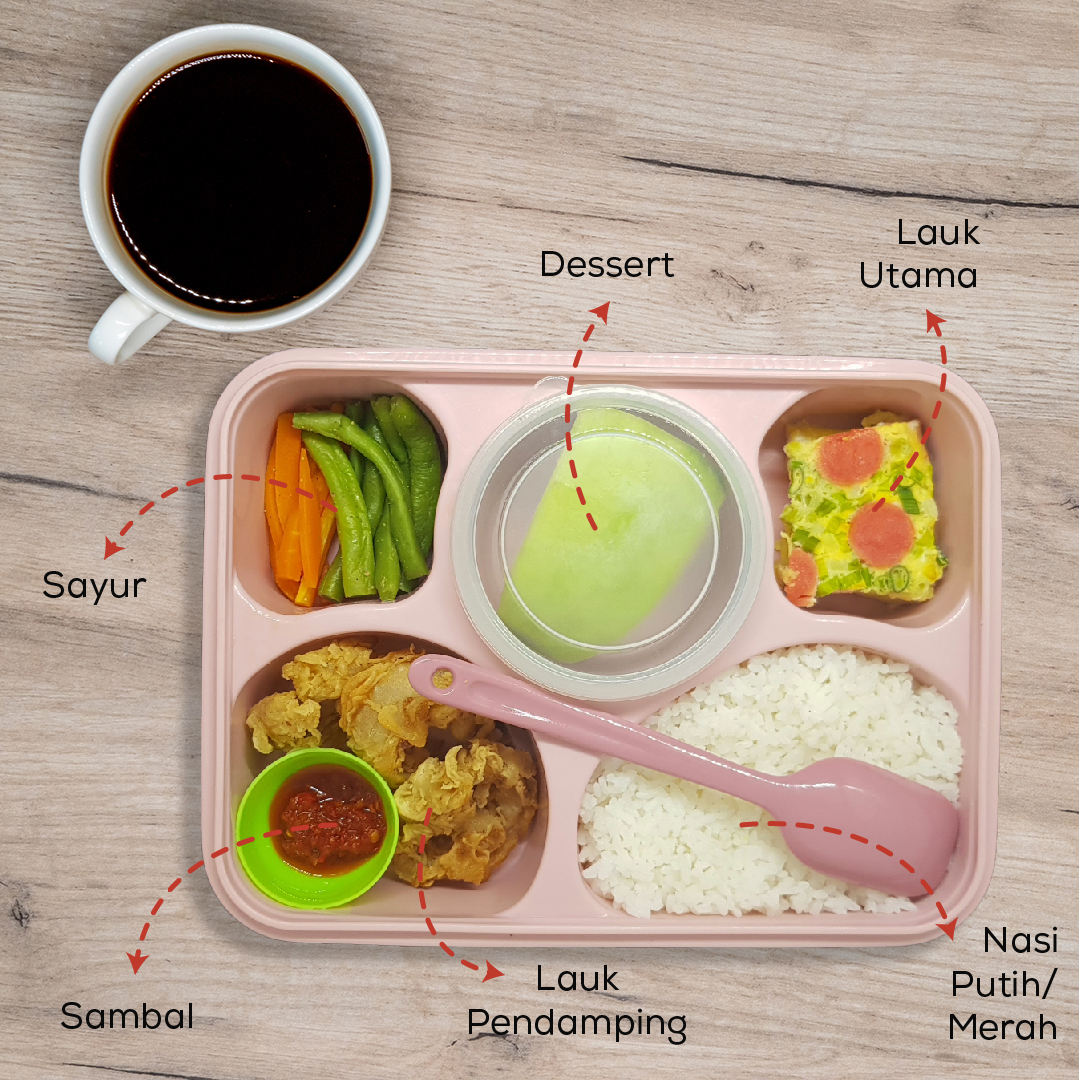 Lauk
Utama
Dessert
Sayur
Nasi
Putih/
Merah
Lauk
Pendamping
Sambal